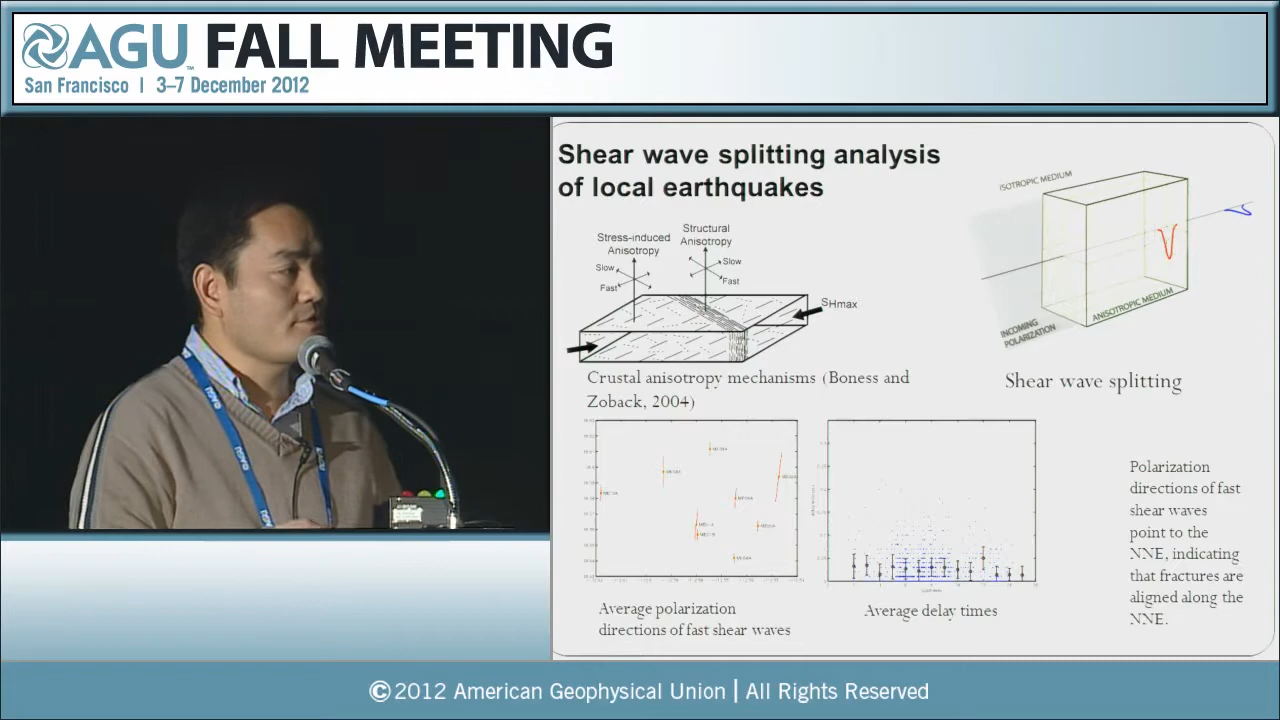 AGU FALL MEETING
San Francisco | 3–7 December 2012
Shear wave splitting analysis
of local earthquakes
Stress-induced
Anisotropy
Slow
Fast
Structural
Anisotropy
Slow
Fast
SHmax
Crustal anisotropy mechanisms (Boness and
Zoback, 2004)
ISOTROPIC MEDIUM
ANISOTROPIC MEDIUM
INCOMING
POLARIZATION
Shear wave splitting
Average polarization
directions of fast shear waves
Average delay times
Polarization
directions of fast
shear waves
point to the
NNE, indicating
that fractures are
aligned along the
NNE.
AGU
AGU
©2012 American Geophysical Union | All Rights Reserved